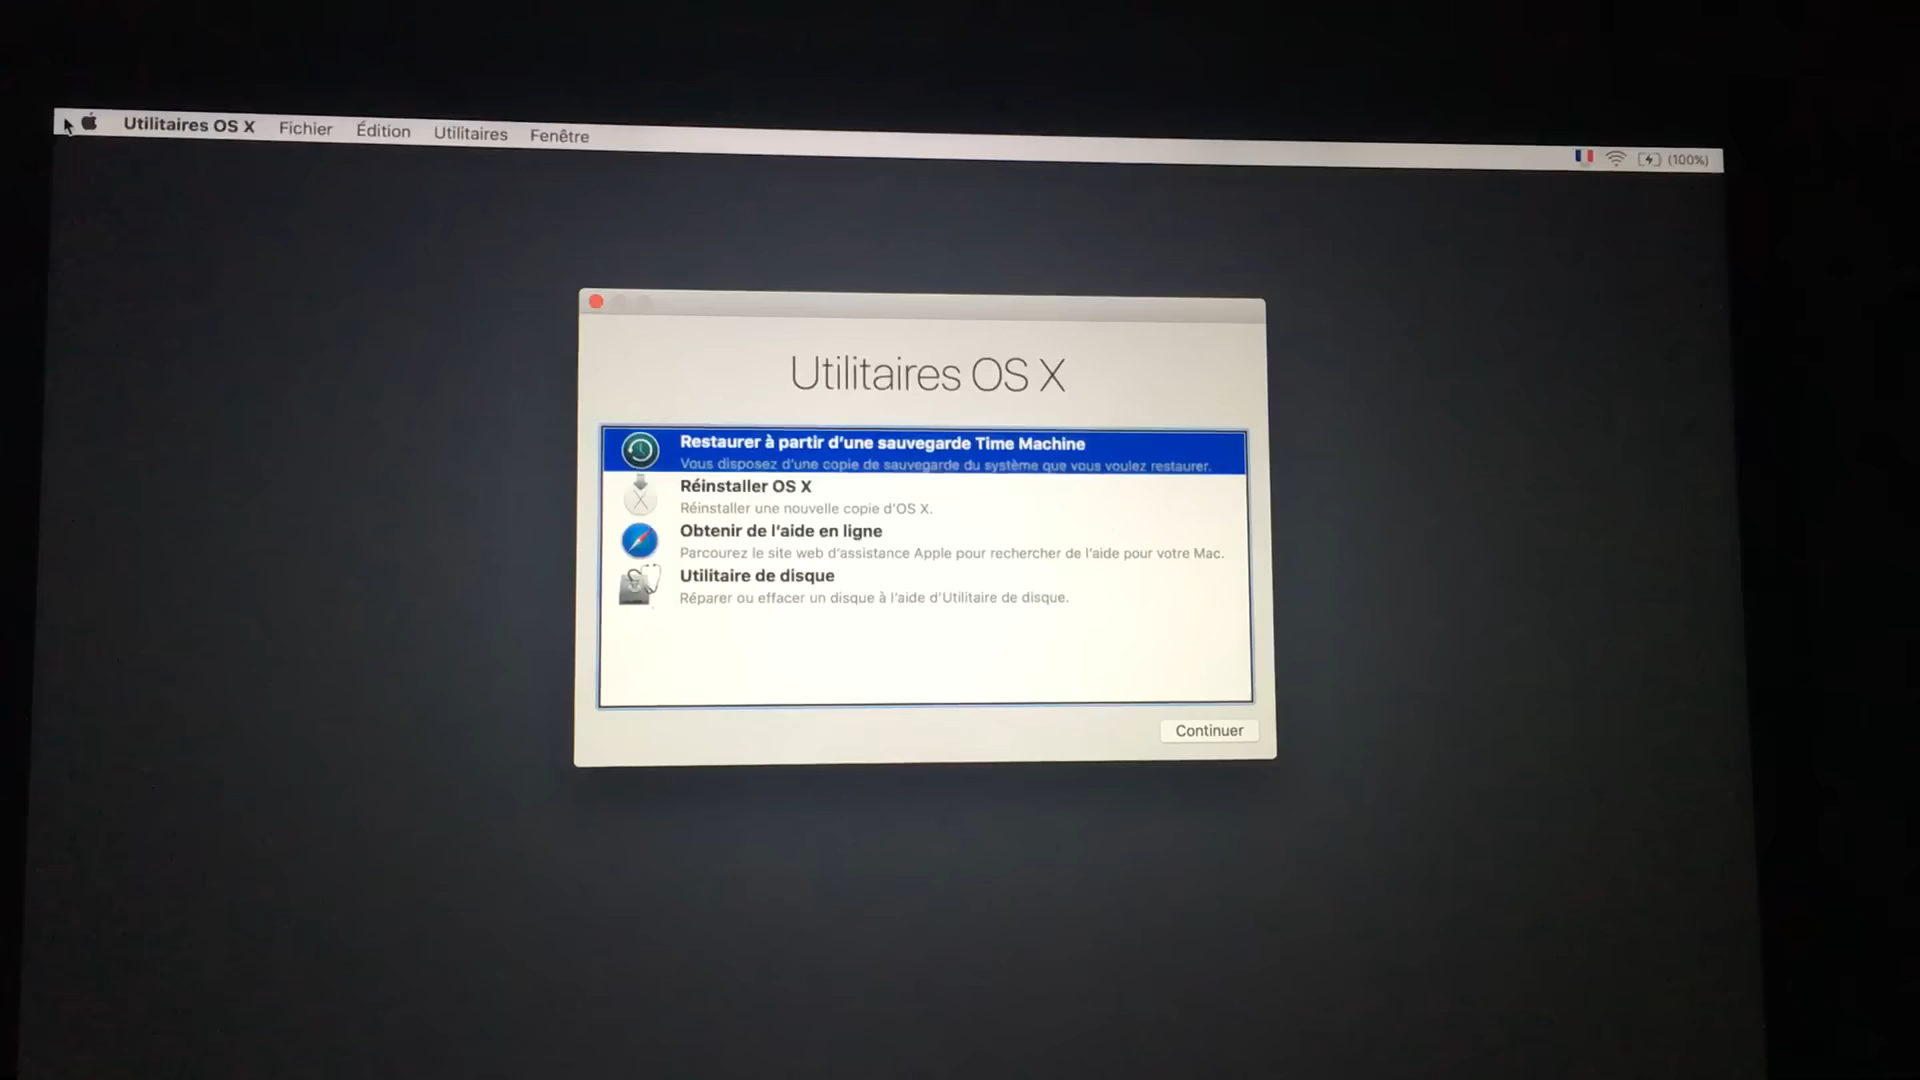 Utilitaires OS X Fichier Édition Utilitaires Fenêtre (100%)
Utilitaires OS X
Restaurer à partir d'une sauvegarde Time Machine
Vous disposez d'une copie de sauvegarde du système que vous voulez restaurer.
Réinstaller OS X
Réinstaller une nouvelle copie d'OS X.
Obtenir de l'aide en ligne
Parcourez le site web d'assistance Apple pour rechercher de l'aide pour votre Mac.
Utilitaire de disque
Réparer ou effacer un disque à l'aide d'Utilitaire de disque.
Continuer